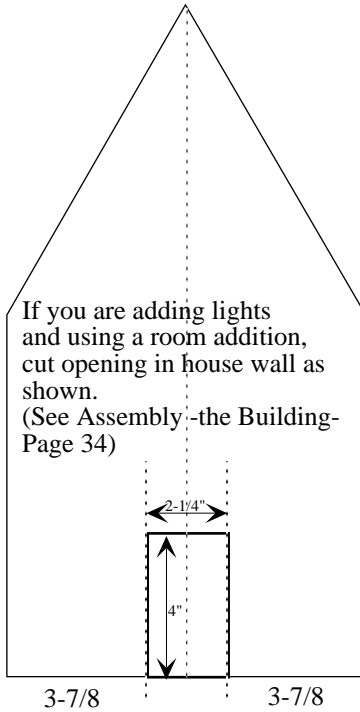 If you are adding lights
and using a room addition,
cut opening in house wall as
shown.
(See Assembly -the Building-
Page 34)
2-1/4"
4"
3-7/8 3-7/8